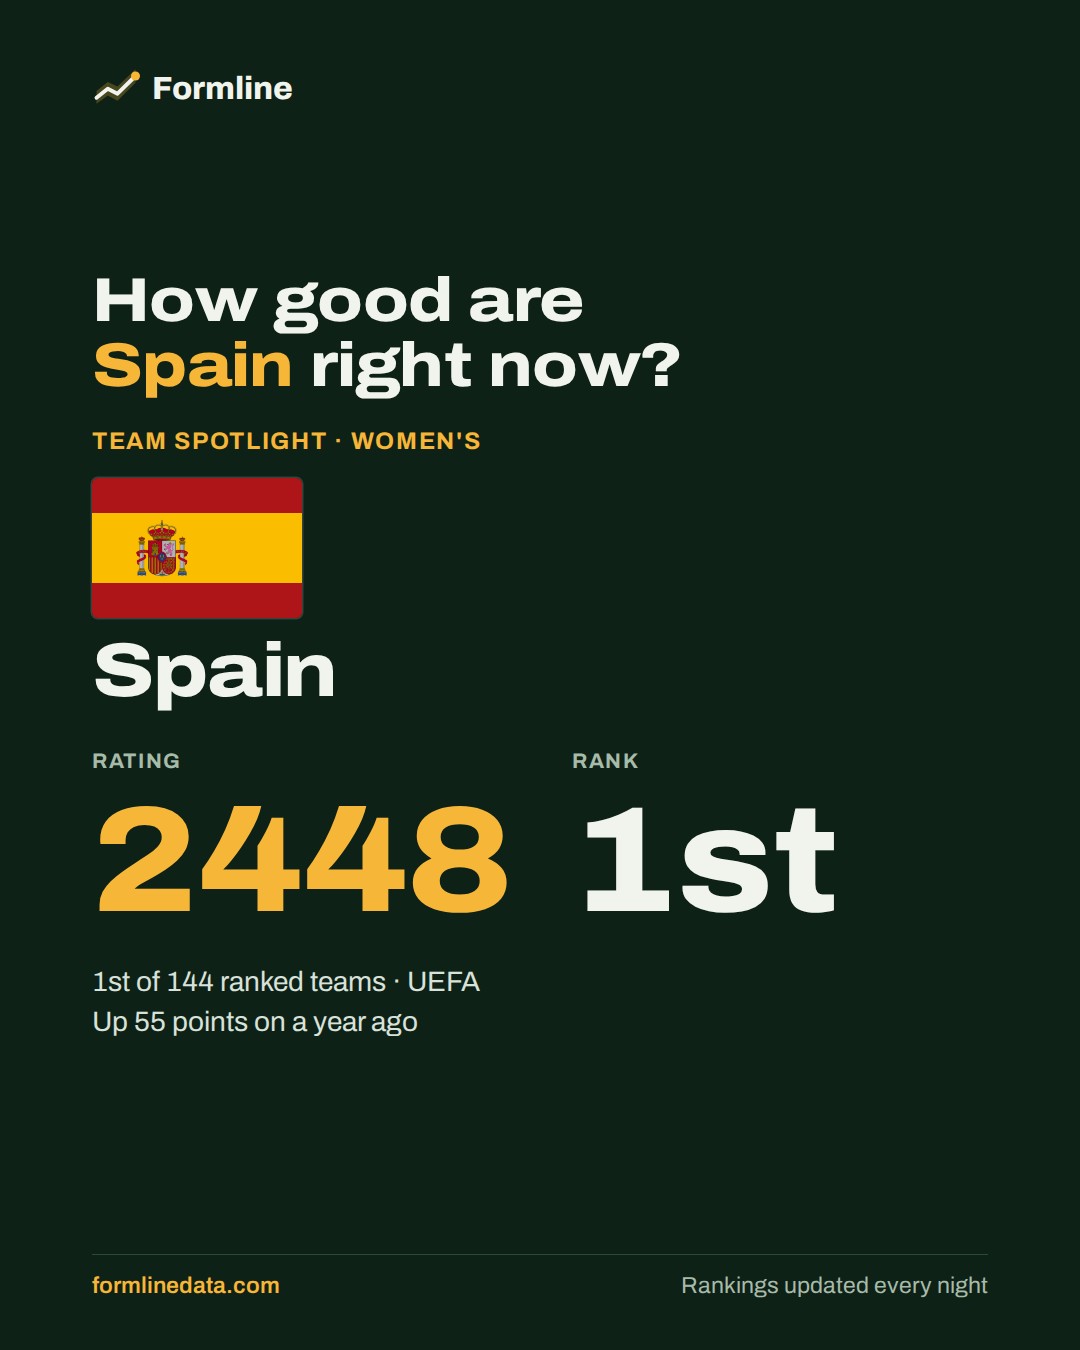 Formline
How good are
Spain right now?
TEAM SPOTLIGHT · WOMEN'S
Spain
RATING
RANK
2448
1st
1st of 144 ranked teams · UEFA
Up 55 points on a year ago
formlinedata.com
Rankings updated every night